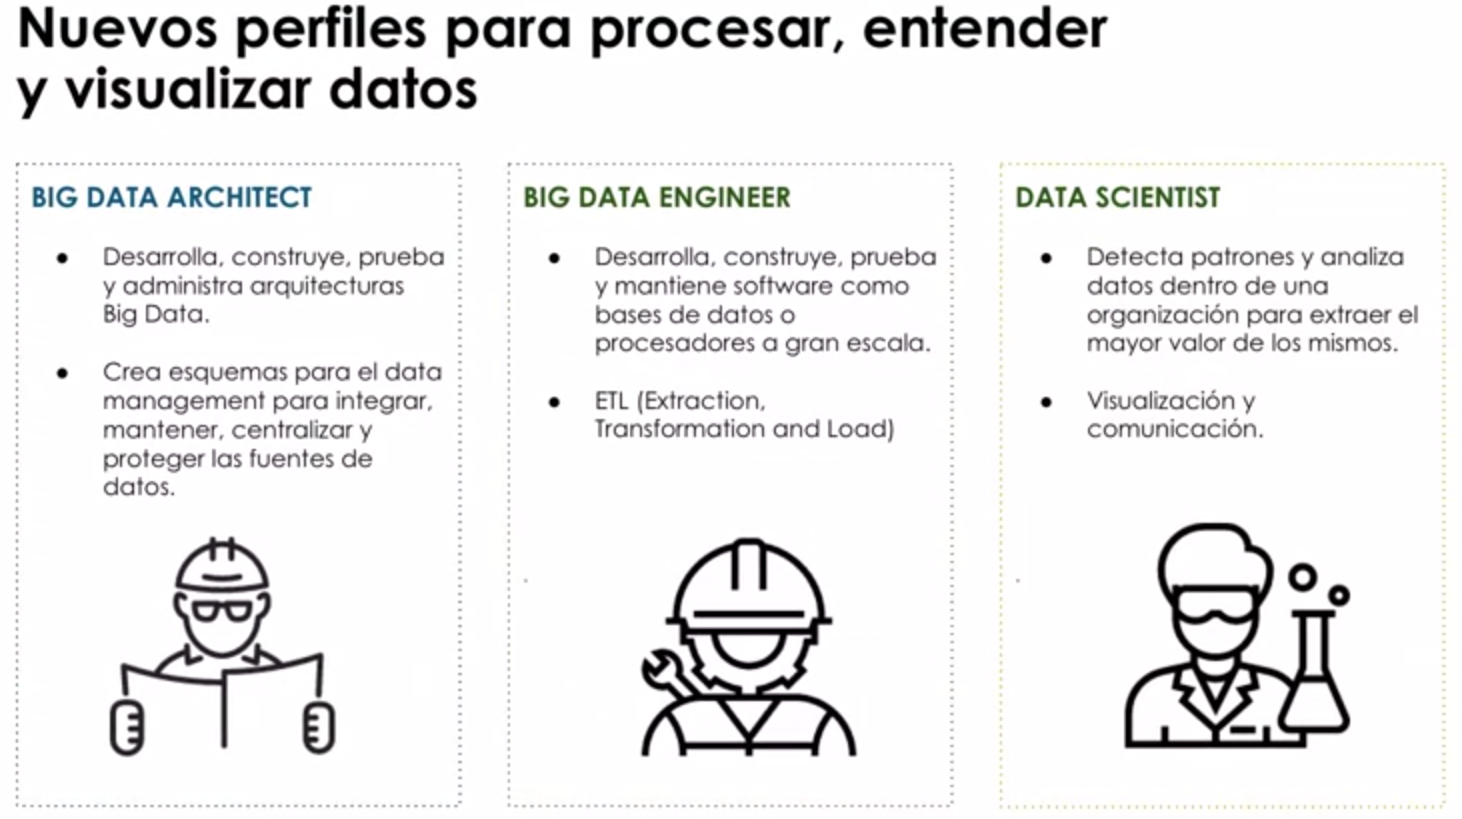 Nuevos perfiles para procesar, entender
y visualizar datos
BIG DATA ARCHITECT
● Desarrolla, construye, prueba
y administra arquitecturas
Big Data.
● Crea esquemas para el data
management para integrar,
mantener, centralizar y
proteger las fuentes de
datos.
BIG DATA ENGINEER
● Desarrolla, construye, prueba
y mantiene software como
bases de datos o
procesadores a gran escala.
● ETL (Extraction,
Transformation and Load)
DATA SCIENTIST
● Detecta patrones y analiza
datos dentro de una
organización para extraer el
mayor valor de los mismos.
● Visualización y
comunicación.